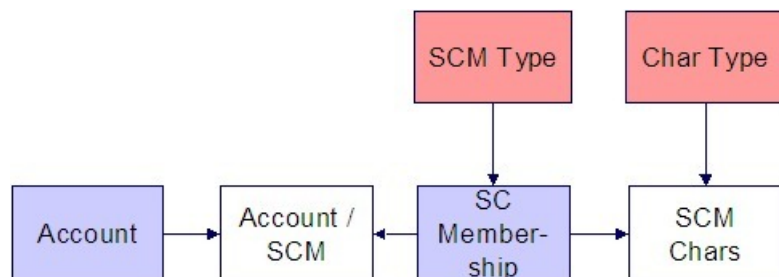 SCM Type
Char Type
Account
Account /
SCM
SC
Member-
ship
SCM
Chars